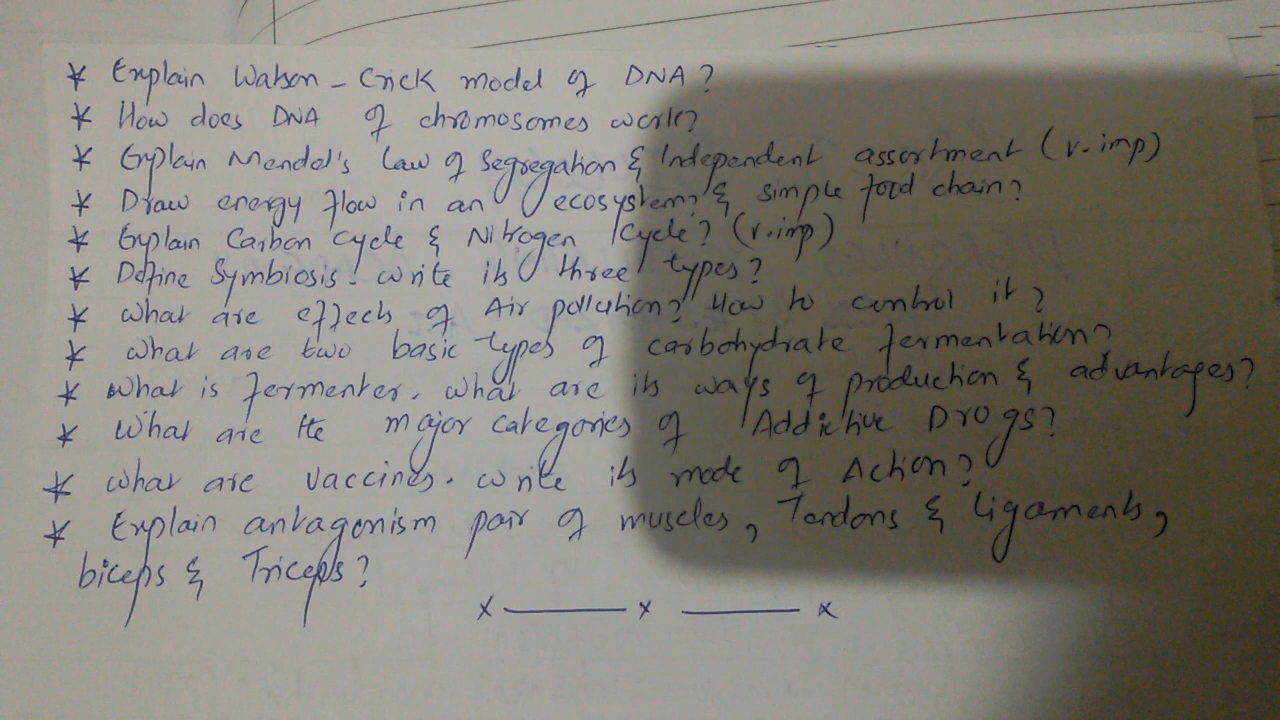 * Explain Watson - Crick model of DNA?
* How does DNA of chromosomes work?
* Explain Mendel's law of segregation & Independent assortment (v. imp)
* Draw energy flow in an ecosystem? & simple food chain?
* Explain Carbon cycle & Nitrogen Cycle? (v.imp)
* Define Symbiosis. write its three types?
* What are effects of Air pollution? How to control it?
* What are two basic types of carbohydrate fermentation?
* What is fermenter. What are its ways of production & advantages?
* What are the major categories of Addictive Drugs?
* What are vaccines. write its mode of Action?
* Explain antagonism pair of muscles, Tendons & Ligaments,
biceps & Triceps?
x ——— x ——— x